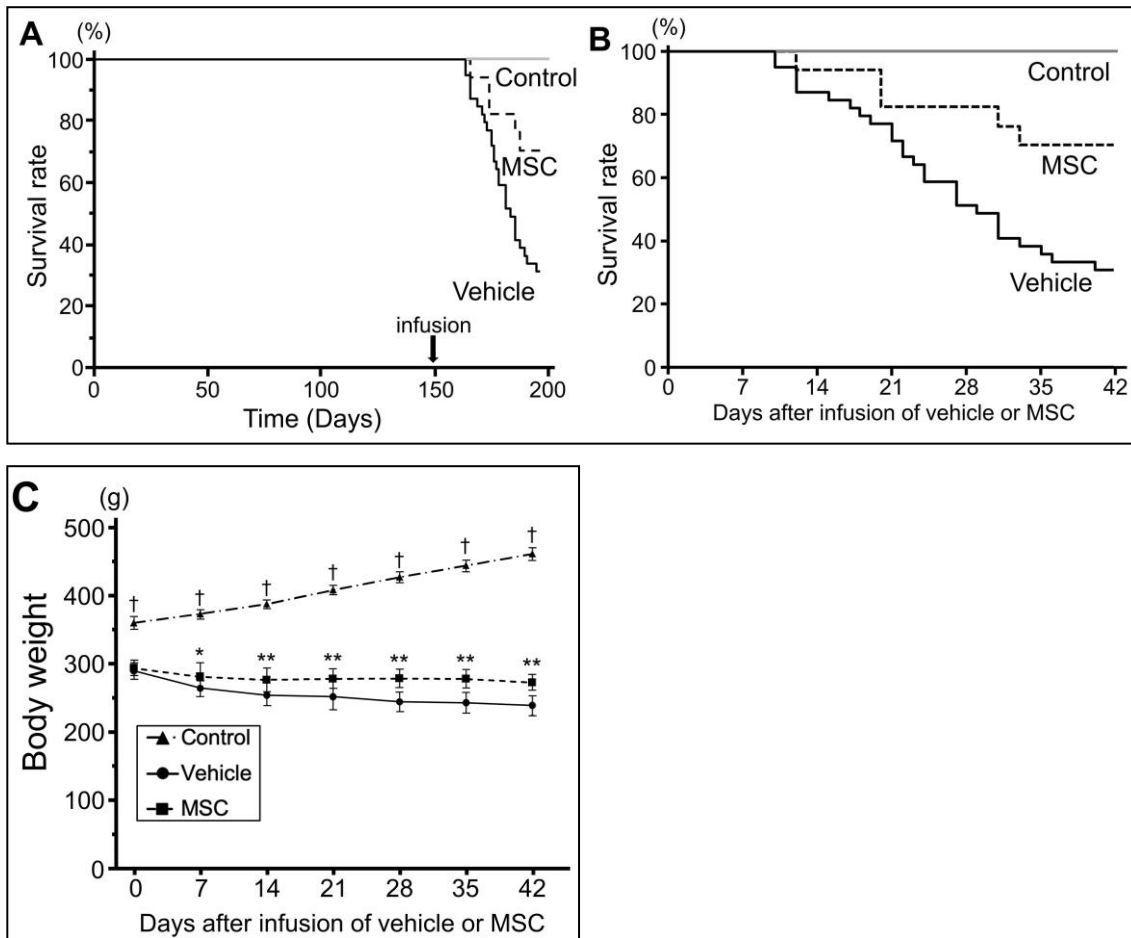 A
(%)
100
80
60
40
20
0
Survival rate
Control
MSC
Vehicle
infusion
0 50 100 150 200
Time (Days)
B
(%)
100
80
60
40
20
0
Survival rate
Control
MSC
Vehicle
0 7 14 21 28 35 42
Days after infusion of vehicle or MSC
C
(g)
500
400
300
200
100
0
Body weight
† † † † † † †
* ** ** ** ** **
Control
Vehicle
MSC
0 7 14 21 28 35 42
Days after infusion of vehicle or MSC